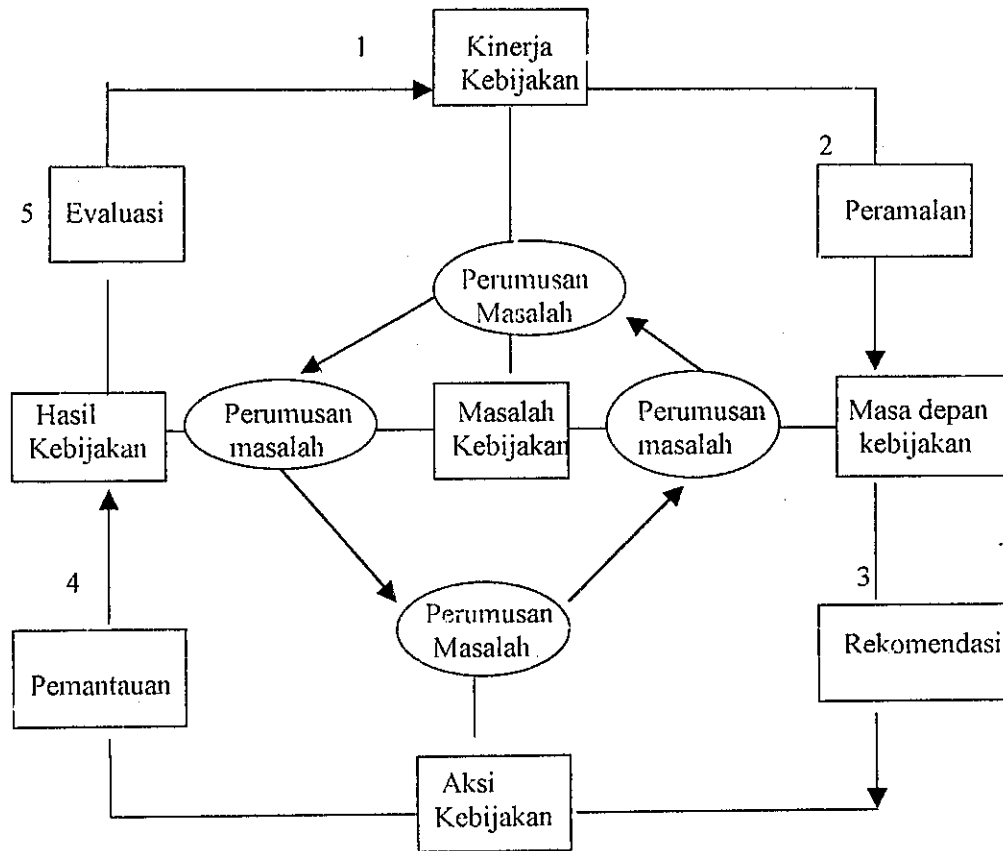 1
Kinerja
Kebijakan
2
5
Evaluasi
Peramalan
Perumusan
Masalah
Hasil
Kebijakan
Perumusan
masalah
Masalah
Kebijakan
Perumusan
masalah
Masa depan
kebijakan
4
3
Pemantauan
Perumusan
Masalah
Rekomendasi
Aksi
Kebijakan